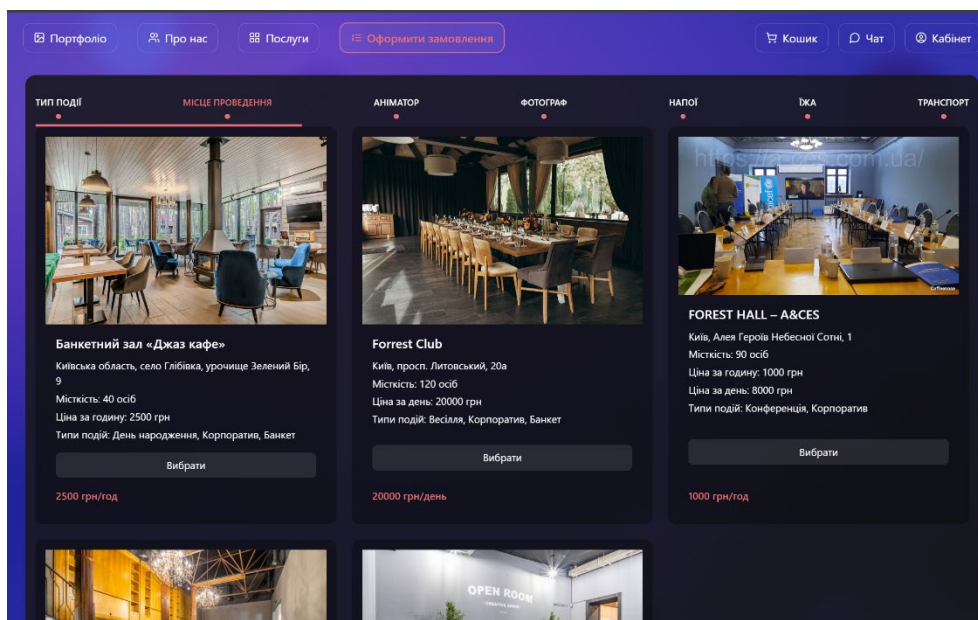 Портфоліо
Про нас
Послуги
Оформити замовлення
Кошик
Чат
Кабінет
ТИП ПОДІЇ
МІСЦЕ ПРОВЕДЕННЯ
АНІМАТОР
ФОТОГРАФ
НАПОЇ
ЇЖА
ТРАНСПОРТ
Банкетний зал «Джаз кафе»
Київська область, село Глібівка, урочище Зелений Бір,
9
Місткість: 40 осіб
Ціна за годину: 2500 грн
Типи подій: День народження, Корпоратив, Банкет
Вибрати
2500 грн/год
Forrest Club
Київ, просп. Литовський, 20а
Місткість: 120 осіб
Ціна за день: 20000 грн
Типи подій: Весілля, Корпоратив, Банкет
Вибрати
20000 грн/день
https://a-ces.com.ua/
unicef
FOREST HALL – A&CES
Київ, Алея Героїв Небесної Сотні, 1
Місткість: 90 осіб
Ціна за годину: 1000 грн
Ціна за день: 8000 грн
Типи подій: Конференція, Корпоратив
Вибрати
1000 грн/год
OPEN ROOM